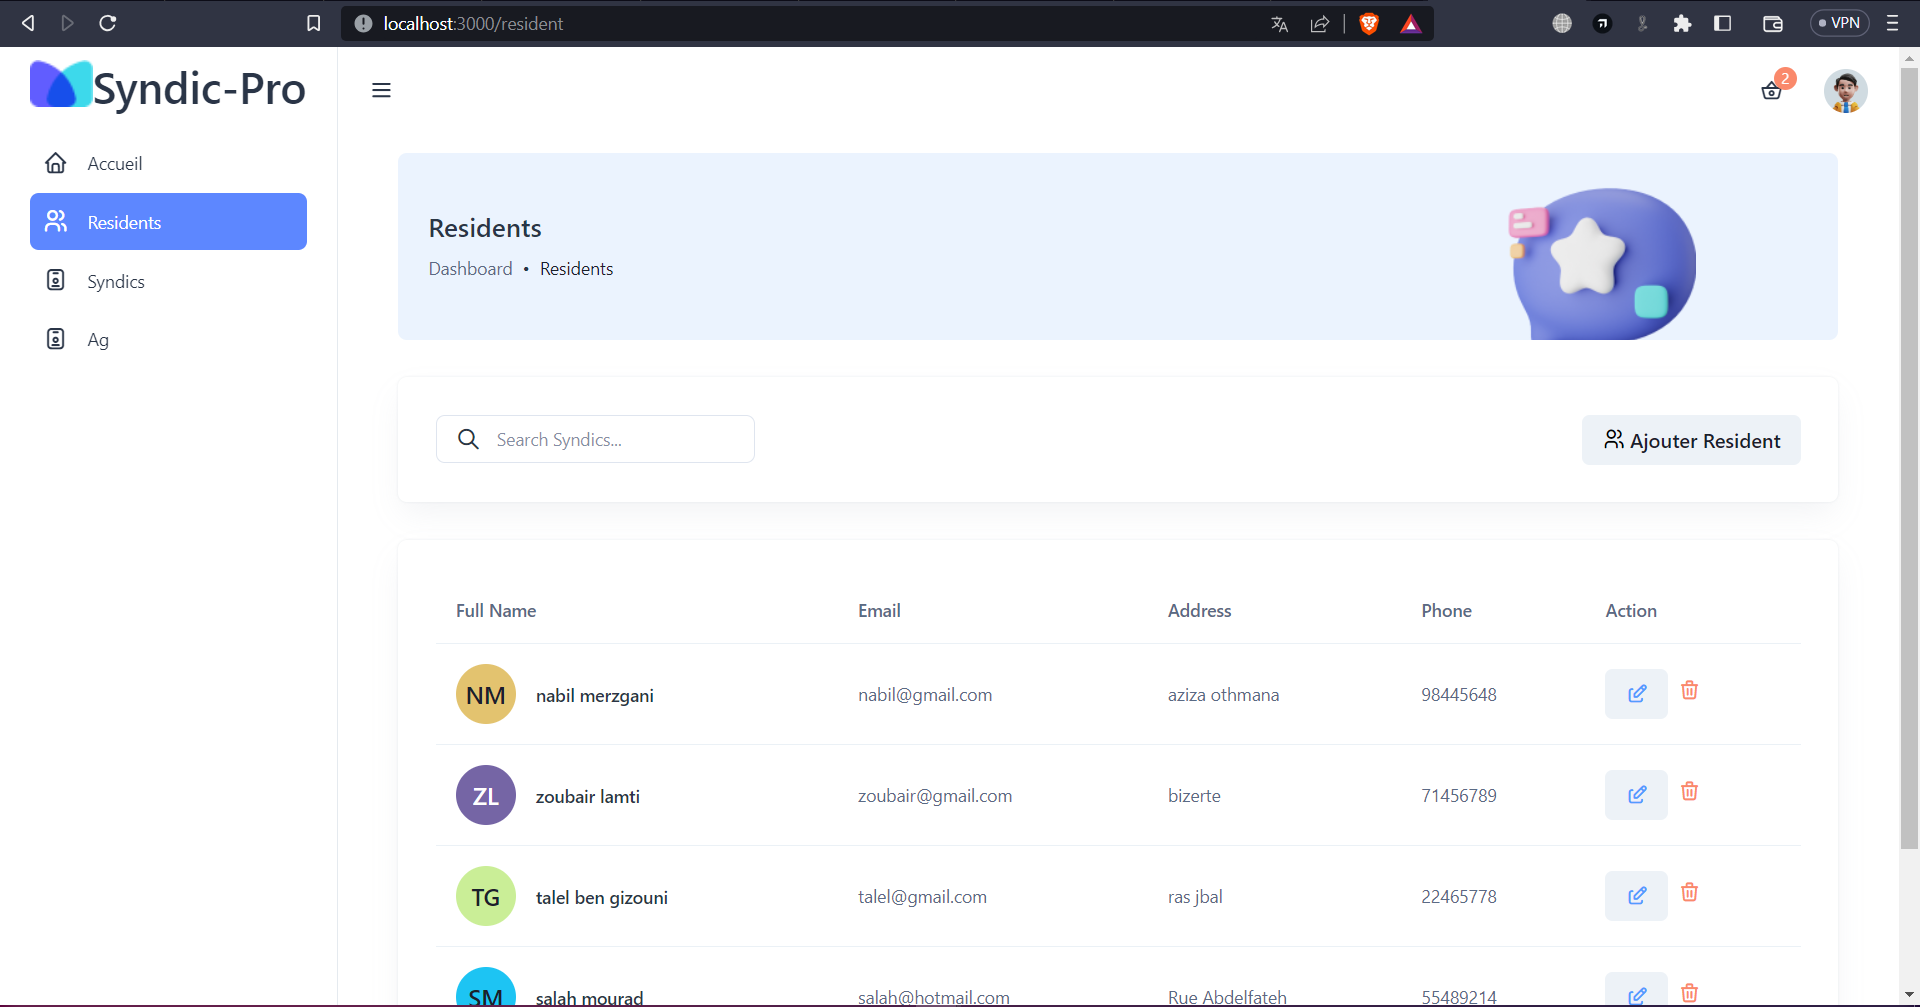 localhost:3000/resident
VPN
Syndic-Pro
2
Accueil
Residents
Syndics
Ag
Residents
Dashboard • Residents
Search Syndics...
Ajouter Resident
Full Name Email Address Phone Action
NM nabil merzgani nabil@gmail.com aziza othmana 98445648
ZL zoubair lamti zoubair@gmail.com bizerte 71456789
TG talel ben gizouni talel@gmail.com ras jbal 22465778
SM salah mourad salah@hotmail.com Rue Abdelfateh 55489214